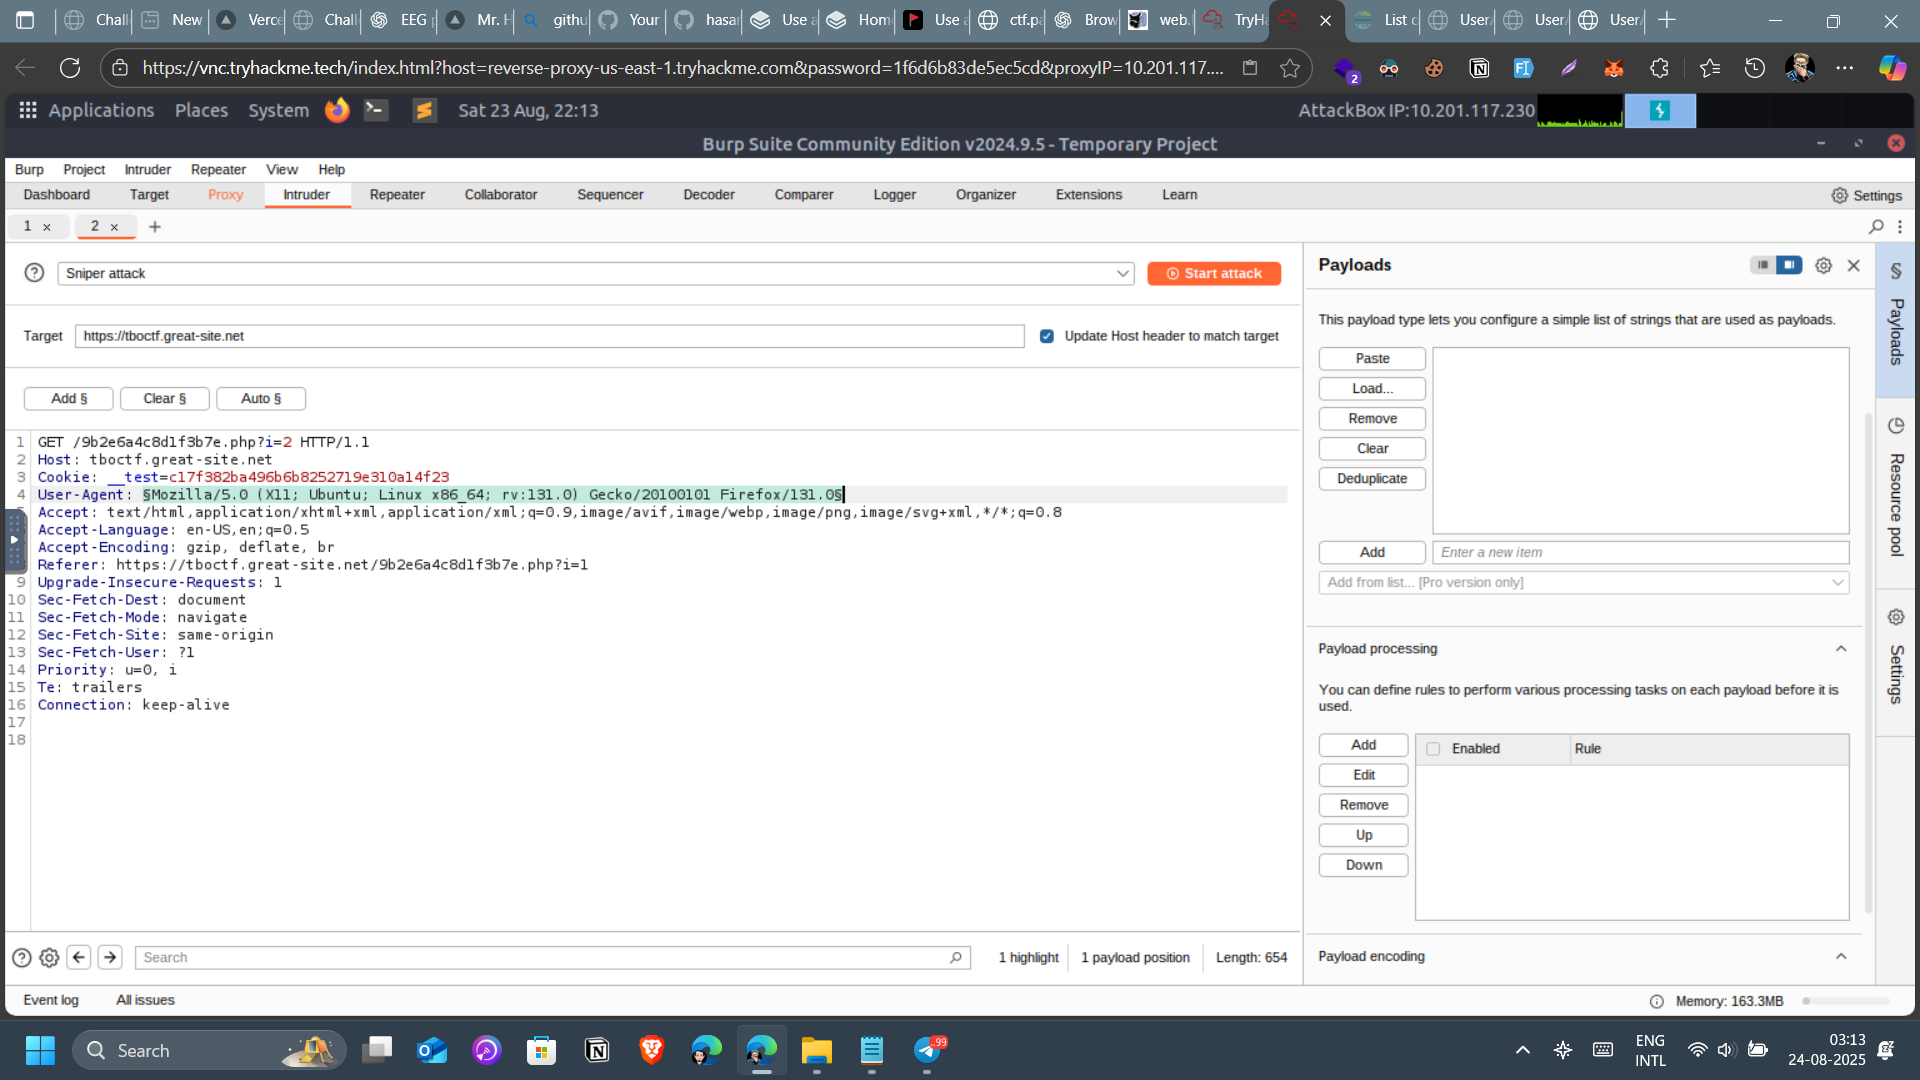 Chall
New
Verce
Chall
EEG p
Mr. H
githu
Your
hasar
Use a
Home
Use a
ctf.pa
Brow
web.
TryHa
List o
User/
User/
User/
https://vnc.tryhackme.tech/index.html?host=reverse-proxy-us-east-1.tryhackme.com&password=1f6d6b83de5ec5cd&proxyIP=10.201.117....
2
Applications Places System Sat 23 Aug, 22:13 AttackBox IP:10.201.117.230
Burp Suite Community Edition v2024.9.5 - Temporary Project
Burp Project Intruder Repeater View Help
Dashboard Target Proxy Intruder Repeater Collaborator Sequencer Decoder Comparer Logger Organizer Extensions Learn Settings
1 × 2 × +
Sniper attack
Start attack
Target https://tboctf.great-site.net Update Host header to match target
Add § Clear § Auto §
1 GET /9b2e6a4c8d1f3b7e.php?i=2 HTTP/1.1
2 Host: tboctf.great-site.net
3 Cookie: __test=c17f382ba496b6b8252719e310a14f23
4 User-Agent: §Mozilla/5.0 (X11; Ubuntu; Linux x86_64; rv:131.0) Gecko/20100101 Firefox/131.0§
Accept: text/html,application/xhtml+xml,application/xml;q=0.9,image/avif,image/webp,image/png,image/svg+xml,*/*;q=0.8
Accept-Language: en-US,en;q=0.5
Accept-Encoding: gzip, deflate, br
Referer: https://tboctf.great-site.net/9b2e6a4c8d1f3b7e.php?i=1
9 Upgrade-Insecure-Requests: 1
10 Sec-Fetch-Dest: document
11 Sec-Fetch-Mode: navigate
12 Sec-Fetch-Site: same-origin
13 Sec-Fetch-User: ?1
14 Priority: u=0, i
15 Te: trailers
16 Connection: keep-alive
17
18
Search
1 highlight 1 payload position Length: 654
Payloads
This payload type lets you configure a simple list of strings that are used as payloads.
Paste
Load...
Remove
Clear
Deduplicate
Add Enter a new item
Add from list... [Pro version only]
Payload processing
You can define rules to perform various processing tasks on each payload before it is
used.
Add
Edit
Remove
Up
Down
Enabled Rule
Payload encoding
§ Payloads
Resource pool
Settings
Event log All issues Memory: 163.3MB
Search
99
ENG
INTL
03:13
24-08-2025